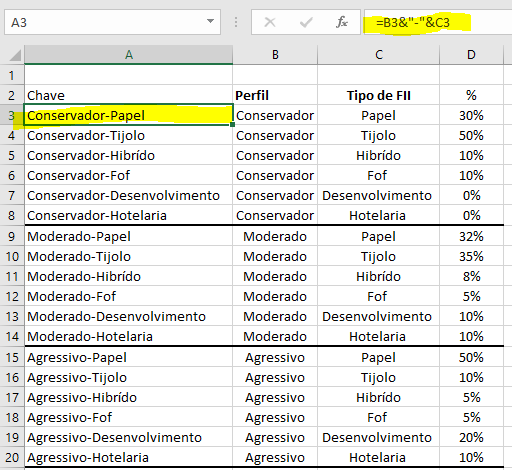 A3 fx =B3&"-"&C3
A B C D
1
2 Chave Perfil Tipo de FII %
3 Conservador-Papel Conservador Papel 30%
4 Conservador-Tijolo Conservador Tijolo 50%
5 Conservador-Hibrído Conservador Hibrído 10%
6 Conservador-Fof Conservador Fof 10%
7 Conservador-Desenvolvimento Conservador Desenvolvimento 0%
8 Conservador-Hotelaria Conservador Hotelaria 0%
9 Moderado-Papel Moderado Papel 32%
10 Moderado-Tijolo Moderado Tijolo 35%
11 Moderado-Hibrído Moderado Hibrído 8%
12 Moderado-Fof Moderado Fof 5%
13 Moderado-Desenvolvimento Moderado Desenvolvimento 10%
14 Moderado-Hotelaria Moderado Hotelaria 10%
15 Agressivo-Papel Agressivo Papel 50%
16 Agressivo-Tijolo Agressivo Tijolo 10%
17 Agressivo-Hibrído Agressivo Hibrído 5%
18 Agressivo-Fof Agressivo Fof 5%
19 Agressivo-Desenvolvimento Agressivo Desenvolvimento 20%
20 Agressivo-Hotelaria Agressivo Hotelaria 10%